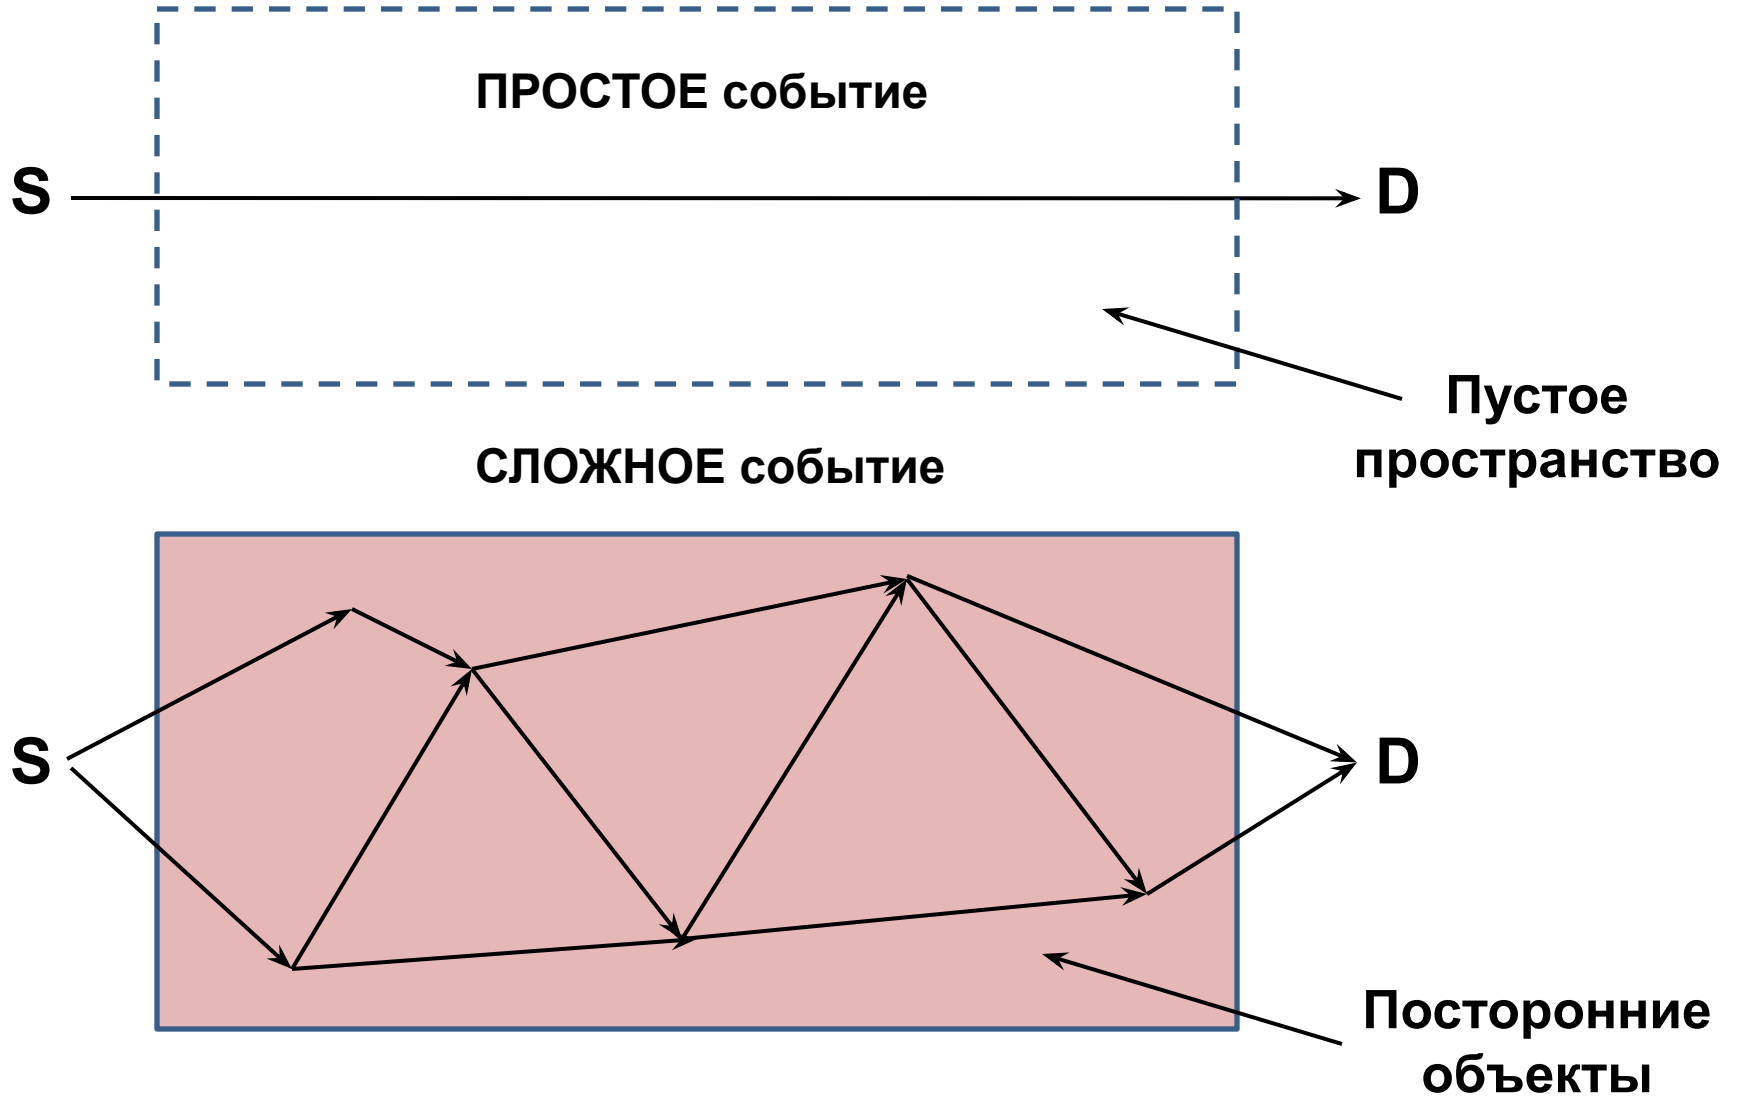 ПРОСТОЕ событие
S
D
Пустое
пространство
СЛОЖНОЕ событие
S
D
Посторонние
объекты